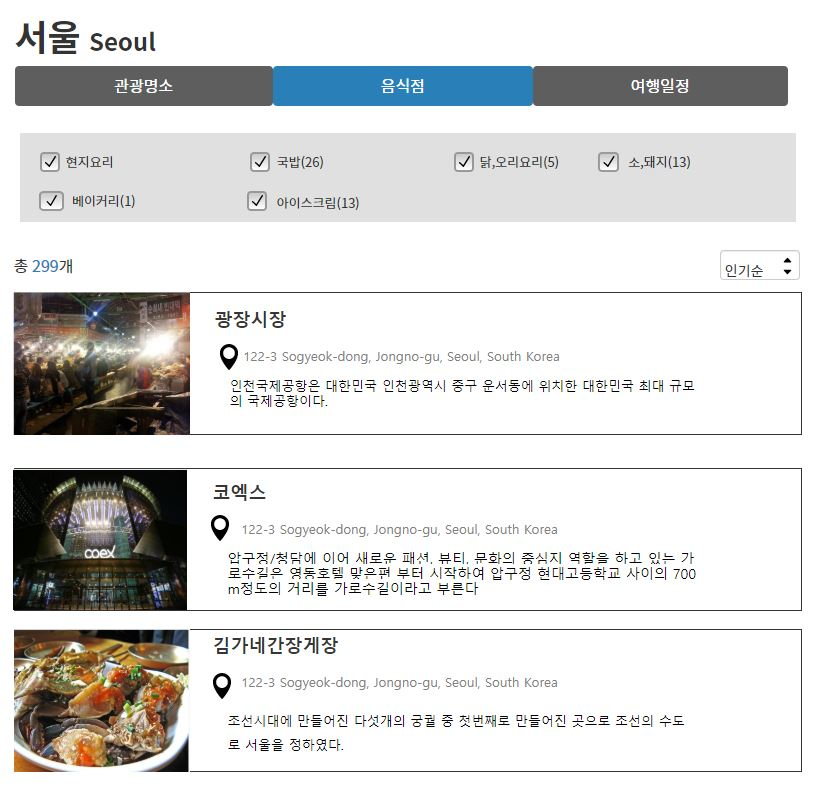 서울 Seoul
관광명소 음식점 여행일정
현지요리 국밥(26) 닭,오리요리(5) 소,돼지(13)
베이커리(1) 아이스크림(13)
총 299개
인기순
광장시장
122-3 Sogyeok-dong, Jongno-gu, Seoul, South Korea
인천국제공항은 대한민국 인천광역시 중구 운서동에 위치한 대한민국 최대 규모
의 국제공항이다.
coex
코엑스
122-3 Sogyeok-dong, Jongno-gu, Seoul, South Korea
압구정/청담에 이어 새로운 패션, 뷰티, 문화의 중심지 역할을 하고 있는 가
로수길은 영동호텔 맞은편 부터 시작하여 압구정 현대고등학교 사이의 700
m정도의 거리를 가로수길이라고 부른다
김가네간장게장
122-3 Sogyeok-dong, Jongno-gu, Seoul, South Korea
조선시대에 만들어진 다섯개의 궁궐 중 첫번째로 만들어진 곳으로 조선의 수도
로 서울을 정하였다.